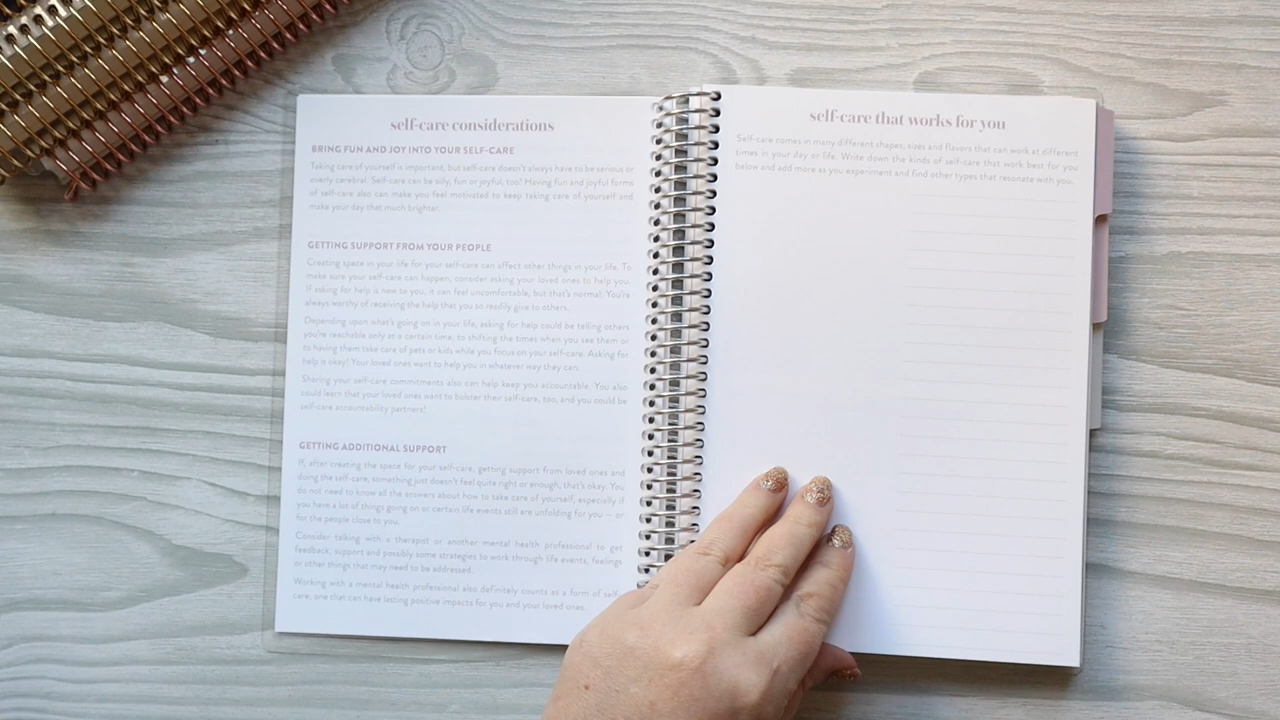 self-care considerations
BRING FUN AND JOY INTO YOUR SELF-CARE
Taking care of yourself is important, but self-care doesn't always have to be serious or
overly cerebral. Self-care can be silly, fun or joyful, too! Having fun and joyful forms
of self-care also can make you feel motivated to keep taking care of yourself and
make your day that much brighter.
GETTING SUPPORT FROM YOUR PEOPLE
Creating space in your life for your self-care can affect other things in your life. To
make sure your self-care can happen, consider asking your loved ones to help you.
If asking for help is new to you, it can feel uncomfortable, but that's normal. You're
always worthy of receiving the help that you so readily give to others.
Depending upon what's going on in your life, asking for help could be telling others
you're reachable only at a certain time, to shifting the times when you see them or
to having them take care of pets or kids while you focus on your self-care. Asking for
help is okay! Your loved ones want to help you in whatever way they can.
Sharing your self-care commitments also can help keep you accountable. You also
could learn that your loved ones want to bolster their self-care, too, and you could be
self-care accountability partners!
GETTING ADDITIONAL SUPPORT
If, after creating the space for your self-care, getting support from loved ones and
doing the self-care, something just doesn't feel quite right or enough, that's okay. You
do not need to know all the answers about how to take care of yourself, especially if
you have a lot of things going on or certain life events still are unfolding for you — or
for the people close to you.
Consider talking with a therapist or another mental health professional to get
feedback, support and possibly some strategies to work through life events, feelings
or other things that may need to be addressed.
Working with a mental health professional also definitely counts as a form of self-
care, one that can have lasting positive impacts for you and your loved ones.
self-care that works for you
Self-care comes in many different shapes, sizes and flavors that can work at different
times in your day or life. Write down the kinds of self-care that work best for you
below and add more as you experiment and find other types that resonate with you.